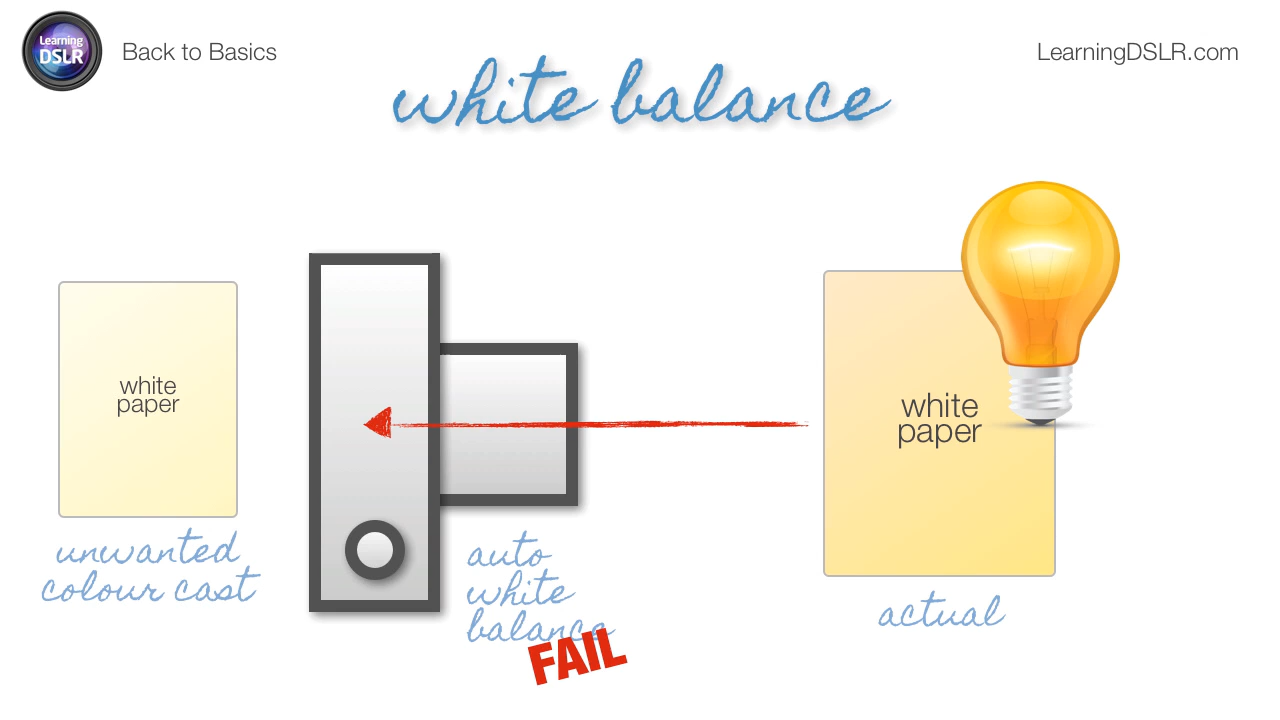 Learning
DSLR
Back to Basics
LearningDSLR.com
white balance
white
paper
unwanted
colour cast
auto
white
balance
FAIL
white
paper
actual